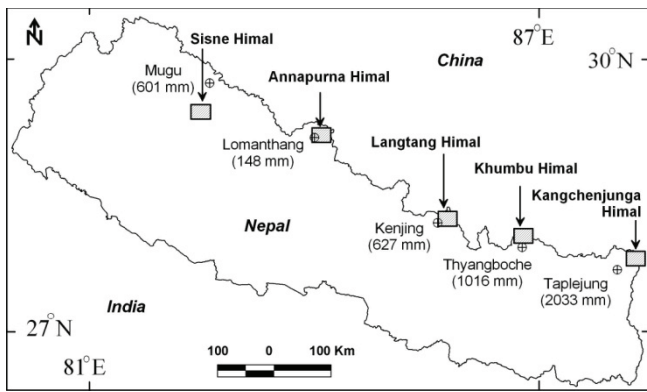 N
Sisne Himal
87°E
China
30°N
Mugu
(601 mm)
Annapurna Himal
Lomanthang
(148 mm)
Langtang Himal
Khumbu Himal
Kangchenjunga
Himal
Nepal
Kenjing
(627 mm)
Thyangboche
(1016 mm)
Taplejung
(2033 mm)
India
27°N
100 0 100 Km
81°E